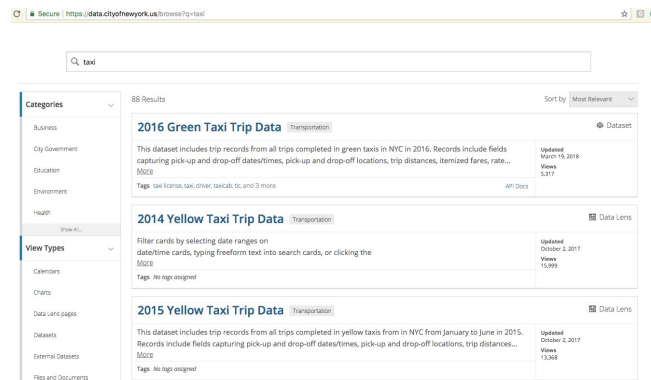 Secure | https://data.cityofnewyork.us/browse?q=taxi
taxi
Categories
Business
City Government
Education
Environment
Health
Show All...
View Types
Calendars
Charts
Data Lens pages
Datasets
External Datasets
Files and Documents
88 Results
Sort by Most Relevant
2016 Green Taxi Trip Data Transportation
Dataset
This dataset includes trip records from all trips completed in green taxis in NYC in 2016. Records include fields
capturing pick-up and drop-off dates/times, pick-up and drop-off locations, trip distances, itemized fares, rate...
More
Tags taxi license, taxi, driver, taxicab, tlc, and 3 more
API Docs
Updated
March 19, 2018
Views
5,317
2014 Yellow Taxi Trip Data Transportation
Data Lens
Filter cards by selecting date ranges on
date/time cards, typing freeform text into search cards, or clicking the
More
Tags No tags assigned
Updated
October 2, 2017
Views
15,999
2015 Yellow Taxi Trip Data Transportation
Data Lens
This dataset includes trip records from all trips completed in yellow taxis from in NYC from January to June in 2015.
Records include fields capturing pick-up and drop-off dates/times, pick-up and drop-off locations, trip distances...
More
Tags No tags assigned
Updated
October 2, 2017
Views
13,368